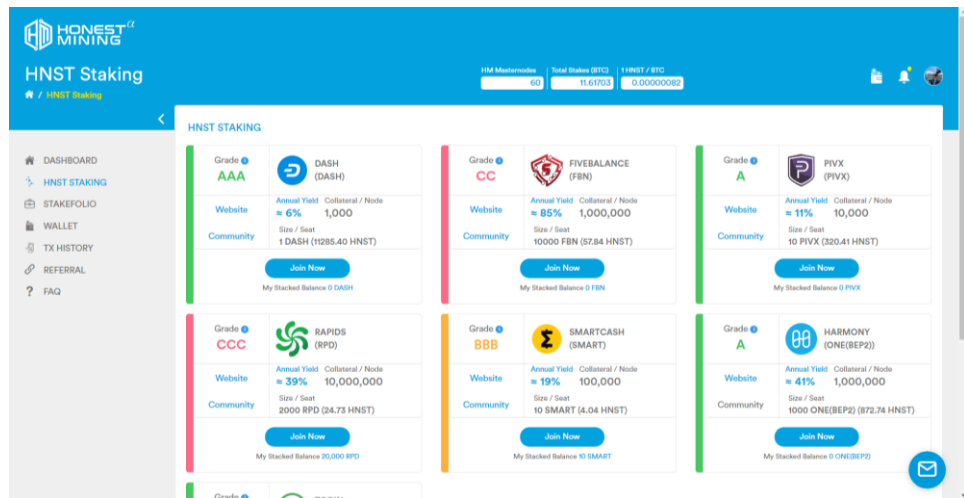 HONEST α
MINING
HNST Staking
/ HNST Staking
HM Masternodes
60
Total Stakes (BTC)
11.61703
1 HNST / BTC
0.00000082
DASHBOARD
HNST STAKING
STAKEFOLIO
WALLET
TX HISTORY
REFERRAL
? FAQ
HNST STAKING
Grade
AAA
DASH
(DASH)
Website
Community
Annual Yield Collateral / Node
≈ 6% 1,000
Size / Seat
1 DASH (11285.40 HNST)
Join Now
My Stacked Balance 0 DASH
Grade
CC
FIVEBALANCE
(FBN)
Website
Community
Annual Yield Collateral / Node
≈ 85% 1,000,000
Size / Seat
10000 FBN (57.84 HNST)
Join Now
My Stacked Balance 0 FBN
Grade
A
PIVX
(PIVX)
Website
Community
Annual Yield Collateral / Node
≈ 11% 10,000
Size / Seat
10 PIVX (320.41 HNST)
Join Now
My Stacked Balance 0 PIVX
Grade
CCC
RAPIDS
(RPD)
Website
Community
Annual Yield Collateral / Node
≈ 39% 10,000,000
Size / Seat
2000 RPD (24.73 HNST)
Join Now
My Stacked Balance 20,000 RPD
Grade
BBB
SMARTCASH
(SMART)
Website
Community
Annual Yield Collateral / Node
≈ 19% 100,000
Size / Seat
10 SMART (4.04 HNST)
Join Now
My Stacked Balance 10 SMART
Grade
A
HARMONY
(ONE(BEP2))
Website
Community
Annual Yield Collateral / Node
≈ 41% 1,000,000
Size / Seat
1000 ONE(BEP2) (872.74 HNST)
Join Now
My Stacked Balance 0 ONE(BEP2)
Grade